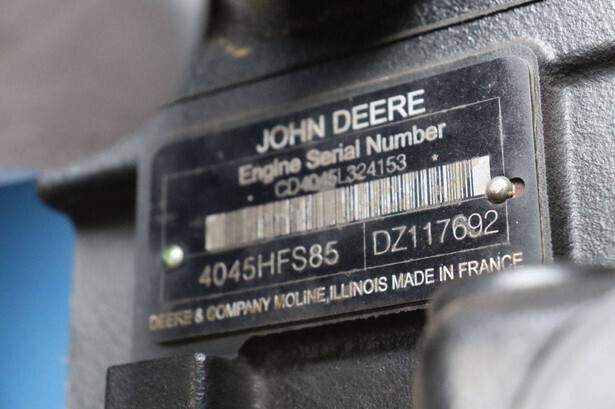 JOHN DEERE
Engine Serial Number
* CD4045L324153 *
4045HFS85 DZ117692
DEERE & COMPANY MOLINE,ILLINOIS MADE IN FRANCE